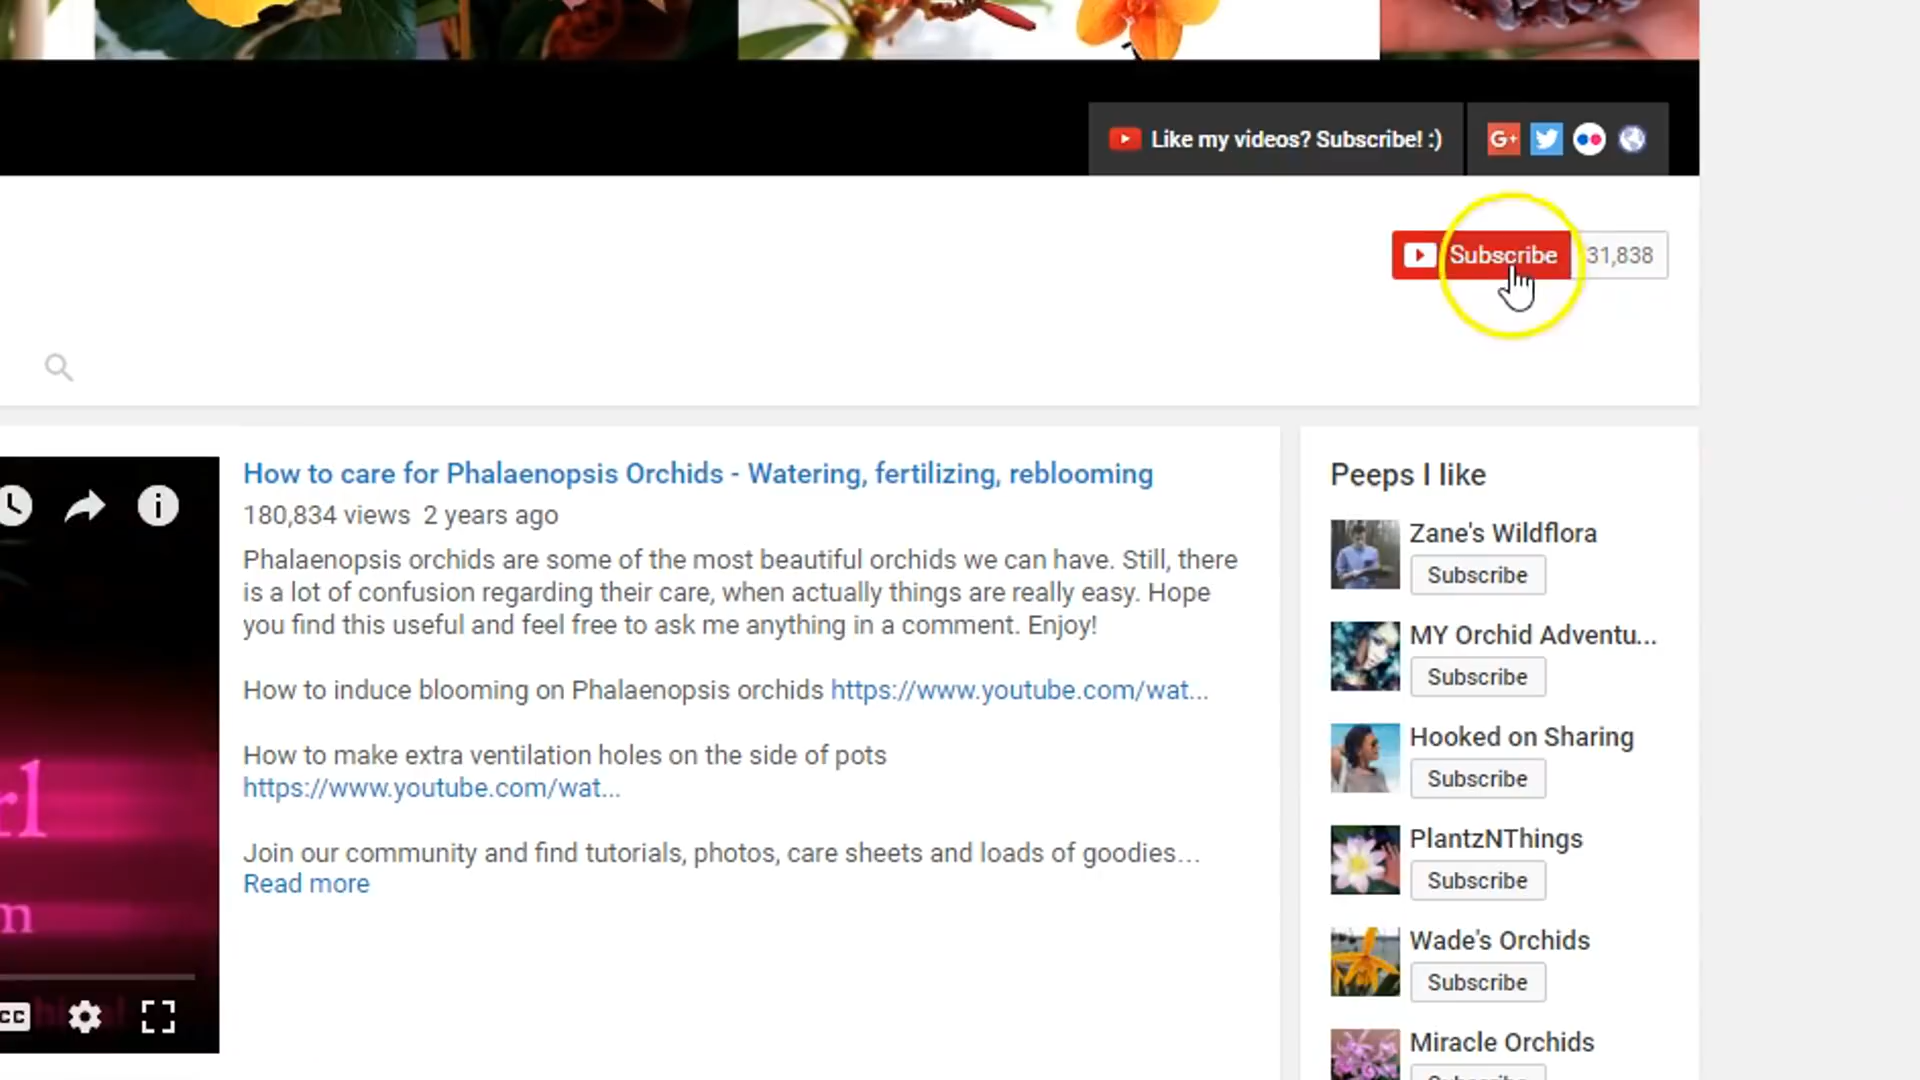 Like my videos? Subscribe! :)
G+
Subscribe 31,838
How to care for Phalaenopsis Orchids - Watering, fertilizing, reblooming
180,834 views 2 years ago
Phalaenopsis orchids are some of the most beautiful orchids we can have. Still, there
is a lot of confusion regarding their care, when actually things are really easy. Hope
you find this useful and feel free to ask me anything in a comment. Enjoy!
How to induce blooming on Phalaenopsis orchids https://www.youtube.com/wat...
How to make extra ventilation holes on the side of pots
https://www.youtube.com/wat...
Join our community and find tutorials, photos, care sheets and loads of goodies...
Read more
CC
Peeps I like
Zane's Wildflora
Subscribe
MY Orchid Adventu...
Subscribe
Hooked on Sharing
Subscribe
PlantzNThings
Subscribe
Wade's Orchids
Subscribe
Miracle Orchids
Subscribe